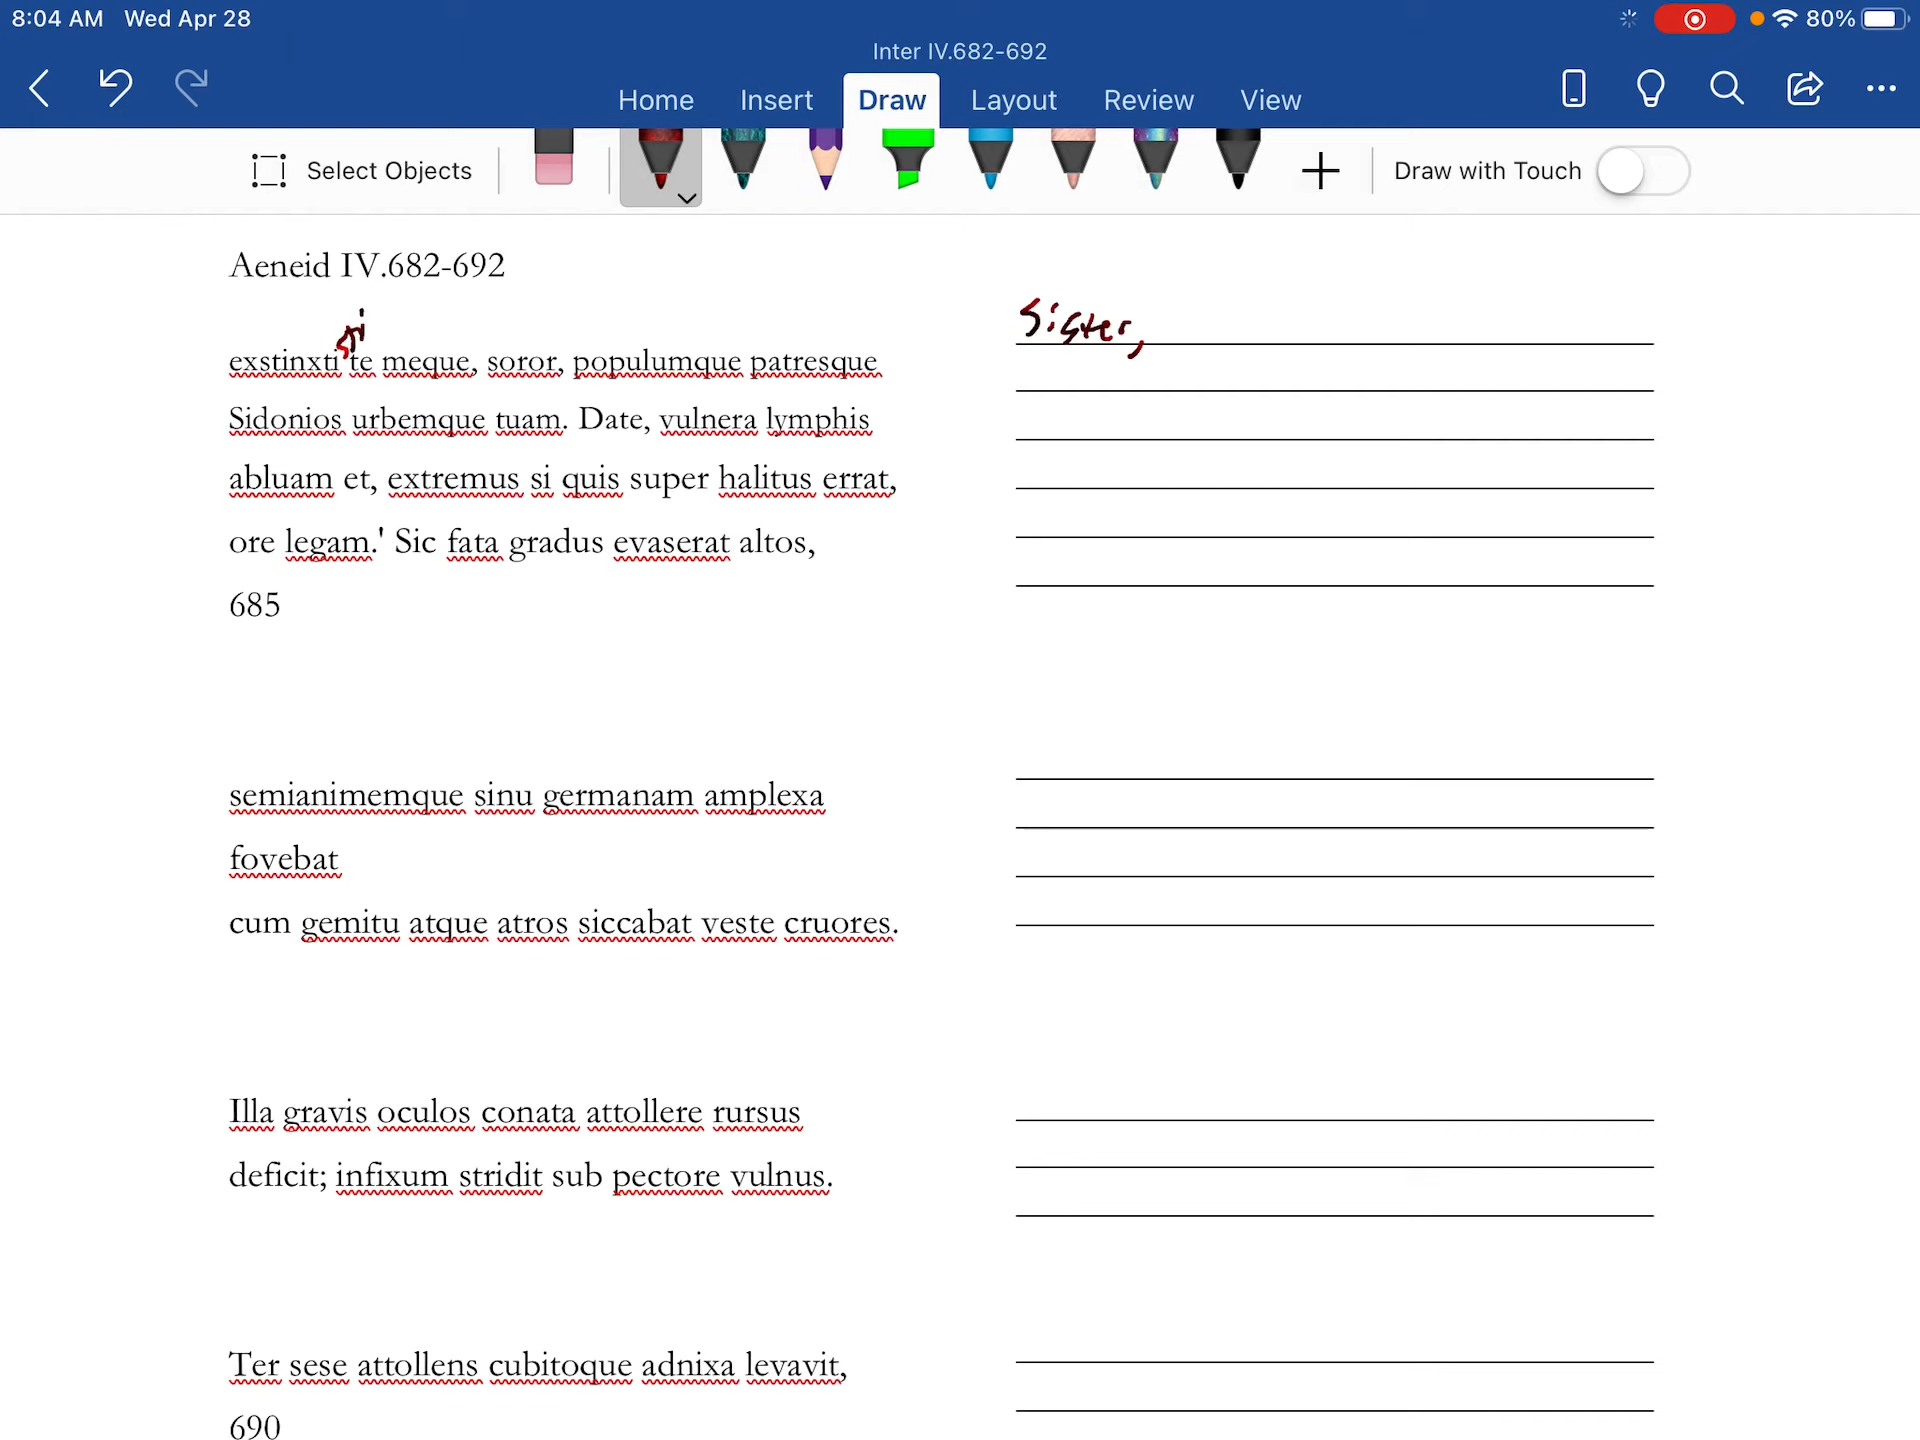 8:04 AM Wed Apr 28
80%
Inter IV.682-692
Home Insert Draw Layout Review View
Select Objects
Draw with Touch
Aeneid IV.682-692
Sister,
sti
exstinxti te meque, soror, populumque patresque
Sidonios urbemque tuam. Date, vulnera lymphis
abluam et, extremus si quis super halitus errat,
ore legam.' Sic fata gradus evaserat altos,
685
semianimemque sinu germanam amplexa
fovebat
cum gemitu atque atros siccabat veste cruores.
Illa gravis oculos conata attollere rursus
deficit; infixum stridit sub pectore vulnus.
Ter sese attollens cubitoque adnixa levavit,
690